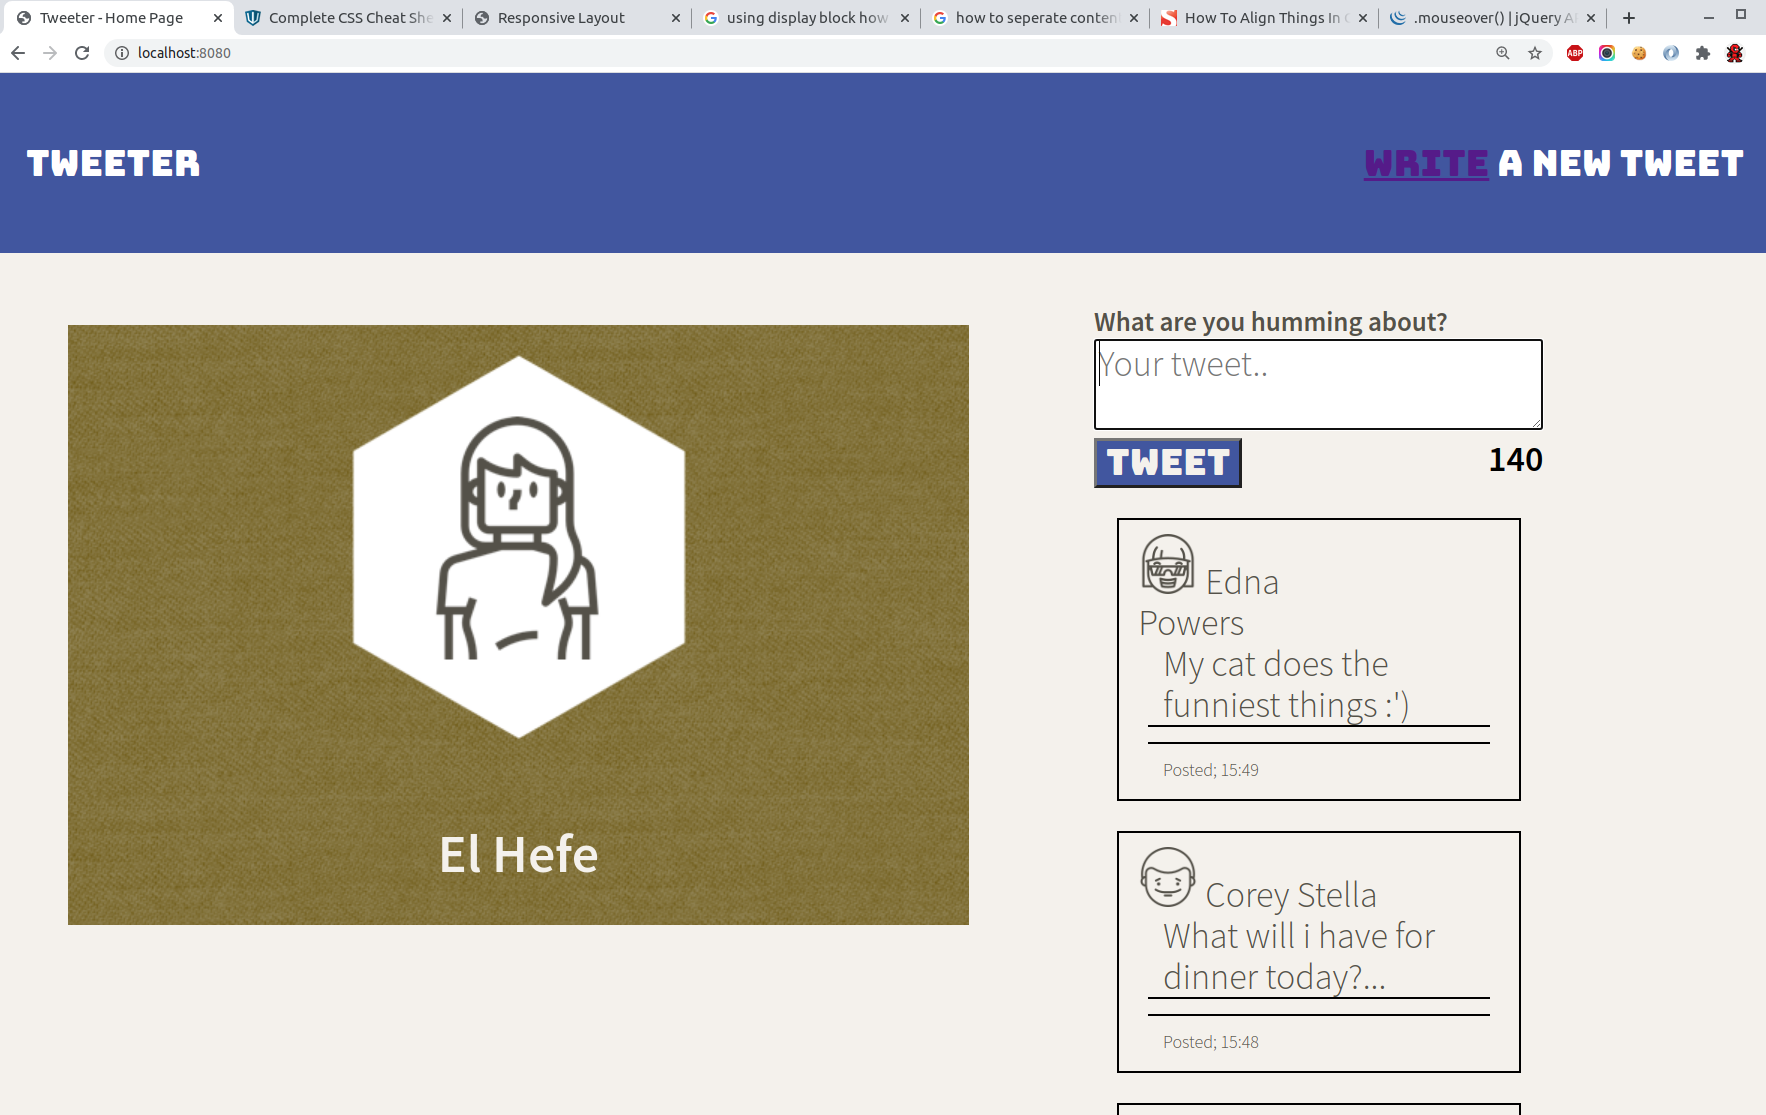 Tweeter - Home Page
Complete CSS Cheat She
Responsive Layout
using display block how
how to seperate conten
How To Align Things In C
.mouseover() | jQuery A
localhost:8080
ABP
TWEETER
WRITE A NEW TWEET
What are you humming about?
Your tweet..
TWEET
140
Edna
Powers
My cat does the
funniest things :')
Posted; 15:49
El Hefe
Corey Stella
What will i have for
dinner today?...
Posted; 15:48